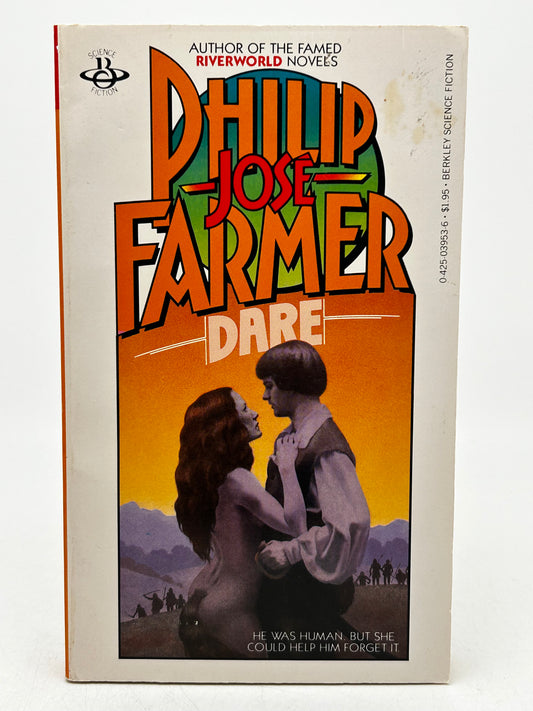 SCIENCE
B
FICTION
AUTHOR OF THE FAMED
RIVERWORLD NOVELS
PHILIP
JOSÉ
FARMER
DARE
0-425-03953-6 • $1.95 • BERKLEY SCIENCE FICTION
HE WAS HUMAN. BUT SHE
COULD HELP HIM FORGET IT.